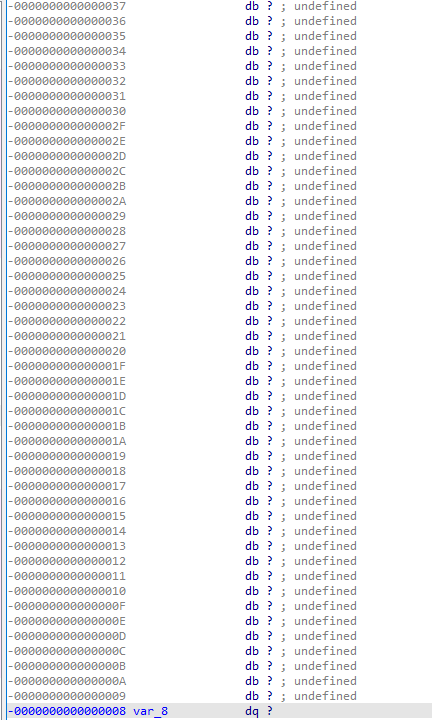 -0000000000000037 db ? ; undefined
-0000000000000036 db ? ; undefined
-0000000000000035 db ? ; undefined
-0000000000000034 db ? ; undefined
-0000000000000033 db ? ; undefined
-0000000000000032 db ? ; undefined
-0000000000000031 db ? ; undefined
-0000000000000030 db ? ; undefined
-000000000000002F db ? ; undefined
-000000000000002E db ? ; undefined
-000000000000002D db ? ; undefined
-000000000000002C db ? ; undefined
-000000000000002B db ? ; undefined
-000000000000002A db ? ; undefined
-0000000000000029 db ? ; undefined
-0000000000000028 db ? ; undefined
-0000000000000027 db ? ; undefined
-0000000000000026 db ? ; undefined
-0000000000000025 db ? ; undefined
-0000000000000024 db ? ; undefined
-0000000000000023 db ? ; undefined
-0000000000000022 db ? ; undefined
-0000000000000021 db ? ; undefined
-0000000000000020 db ? ; undefined
-000000000000001F db ? ; undefined
-000000000000001E db ? ; undefined
-000000000000001D db ? ; undefined
-000000000000001C db ? ; undefined
-000000000000001B db ? ; undefined
-000000000000001A db ? ; undefined
-0000000000000019 db ? ; undefined
-0000000000000018 db ? ; undefined
-0000000000000017 db ? ; undefined
-0000000000000016 db ? ; undefined
-0000000000000015 db ? ; undefined
-0000000000000014 db ? ; undefined
-0000000000000013 db ? ; undefined
-0000000000000012 db ? ; undefined
-0000000000000011 db ? ; undefined
-0000000000000010 db ? ; undefined
-000000000000000F db ? ; undefined
-000000000000000E db ? ; undefined
-000000000000000D db ? ; undefined
-000000000000000C db ? ; undefined
-000000000000000B db ? ; undefined
-000000000000000A db ? ; undefined
-0000000000000009 db ? ; undefined
-0000000000000008 var_8 dq ?